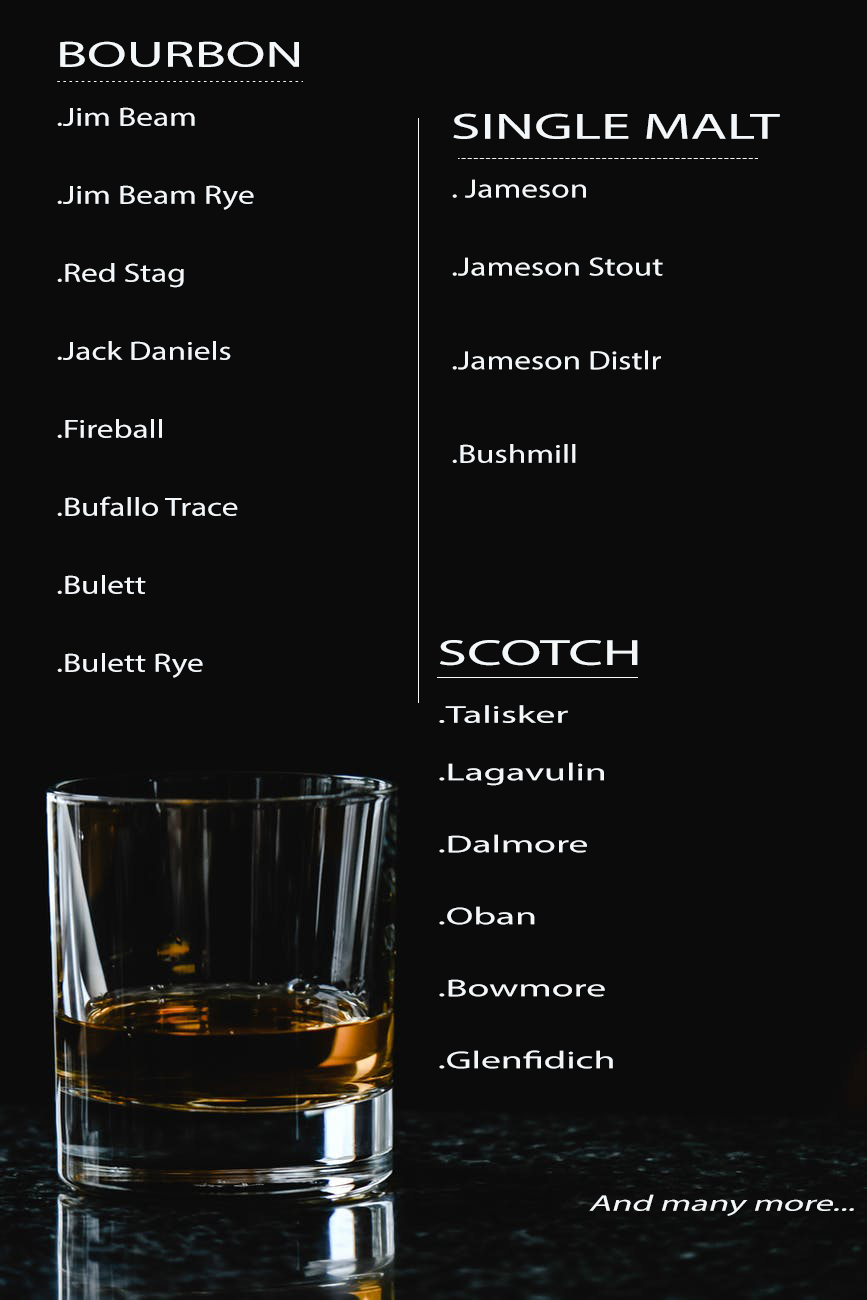 BOURBON
.Jim Beam
.Jim Beam Rye
.Red Stag
.Jack Daniels
.Fireball
.Bufallo Trace
.Bulett
.Bulett Rye
SINGLE MALT
. Jameson
.Jameson Stout
.Jameson Distlr
.Bushmill
SCOTCH
.Talisker
.Lagavulin
.Dalmore
.Oban
.Bowmore
.Glenfidich
And many more...